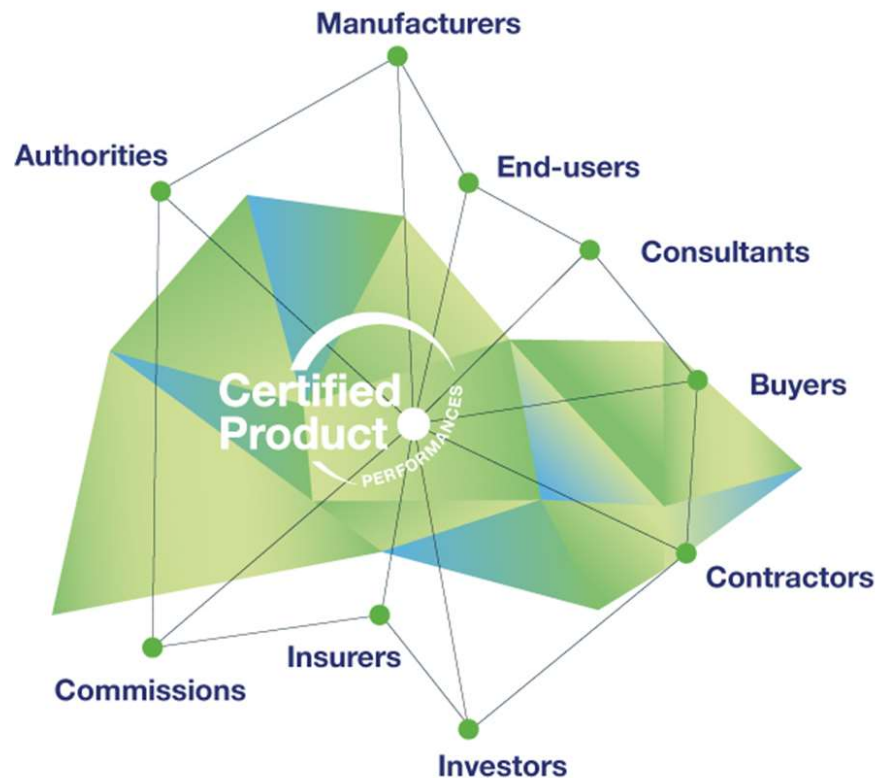 Manufacturers
Authorities
End-users
Consultants
Certified
Product
PERFORMANCES
Buyers
Contractors
Insurers
Commissions
Investors